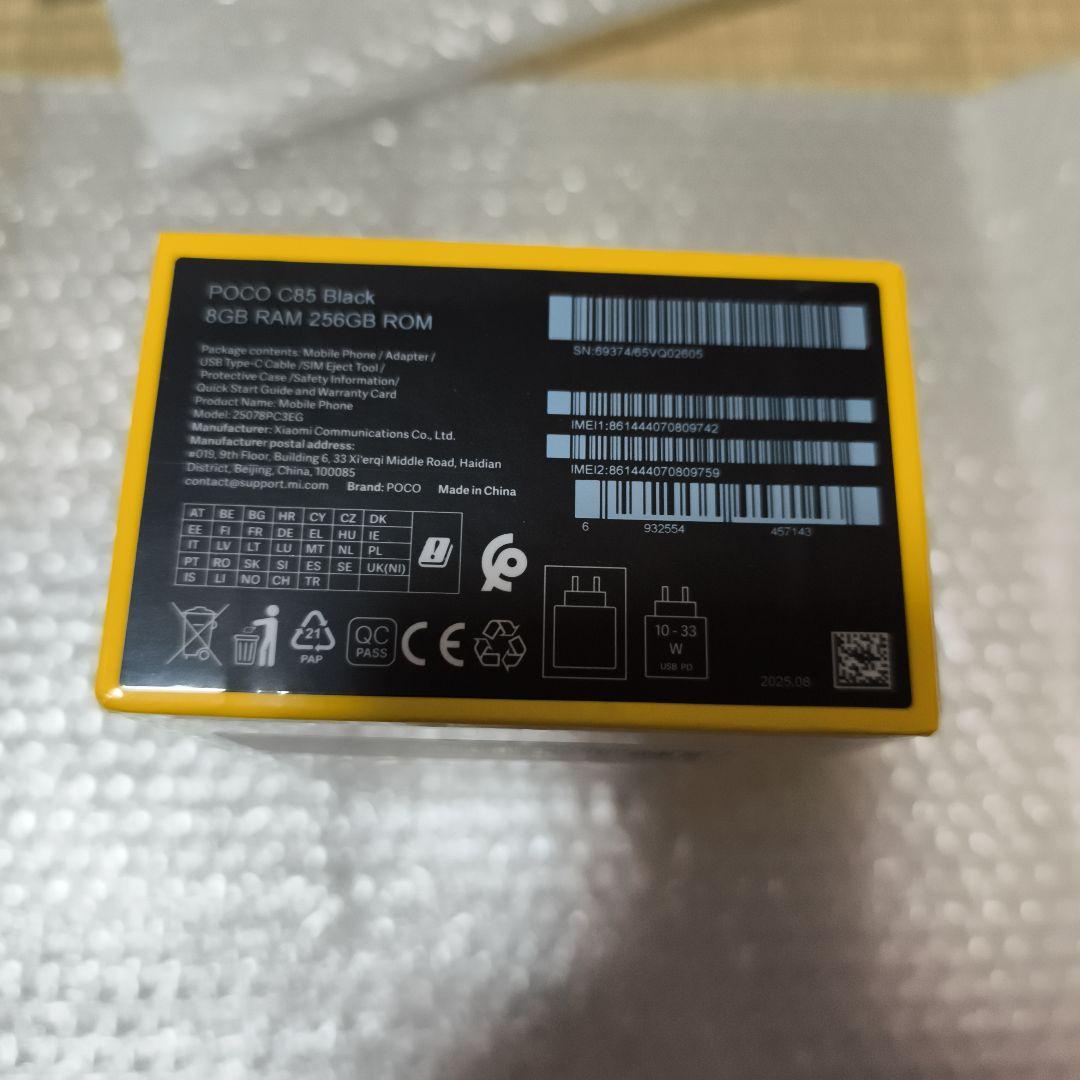 POCO C85 Black
8GB RAM 256GB ROM
Package contents: Mobile Phone / Adapter /
USB Type-C Cable /SIM Eject Tool /
Protective Case /Safety Information/
Quick Start Guide and Warranty Card
Product Name: Mobile Phone
Model: 25078PC3EG
Manufacturer: Xiaomi Communications Co., Ltd.
Manufacturer postal address:
#019, 9th Floor, Building 6, 33 Xi'erqi Middle Road, Haidian
District, Beijing, China, 100085
contact@support.mi.com Brand: POCO Made in China
SN:69374/65VQ02605
IMEI1:861444070809742
IMEI2:861444070809759
6 932554 457143
AT BE BG HR CY CZ DK
EE FI FR DE EL HU IE
IT LV LT LU MT NL PL
PT RO SK SI ES SE UK(NI)
IS LI NO CH TR
21
PAP
QC
PASS
CE
10 - 33
W
USB PD
2025.08